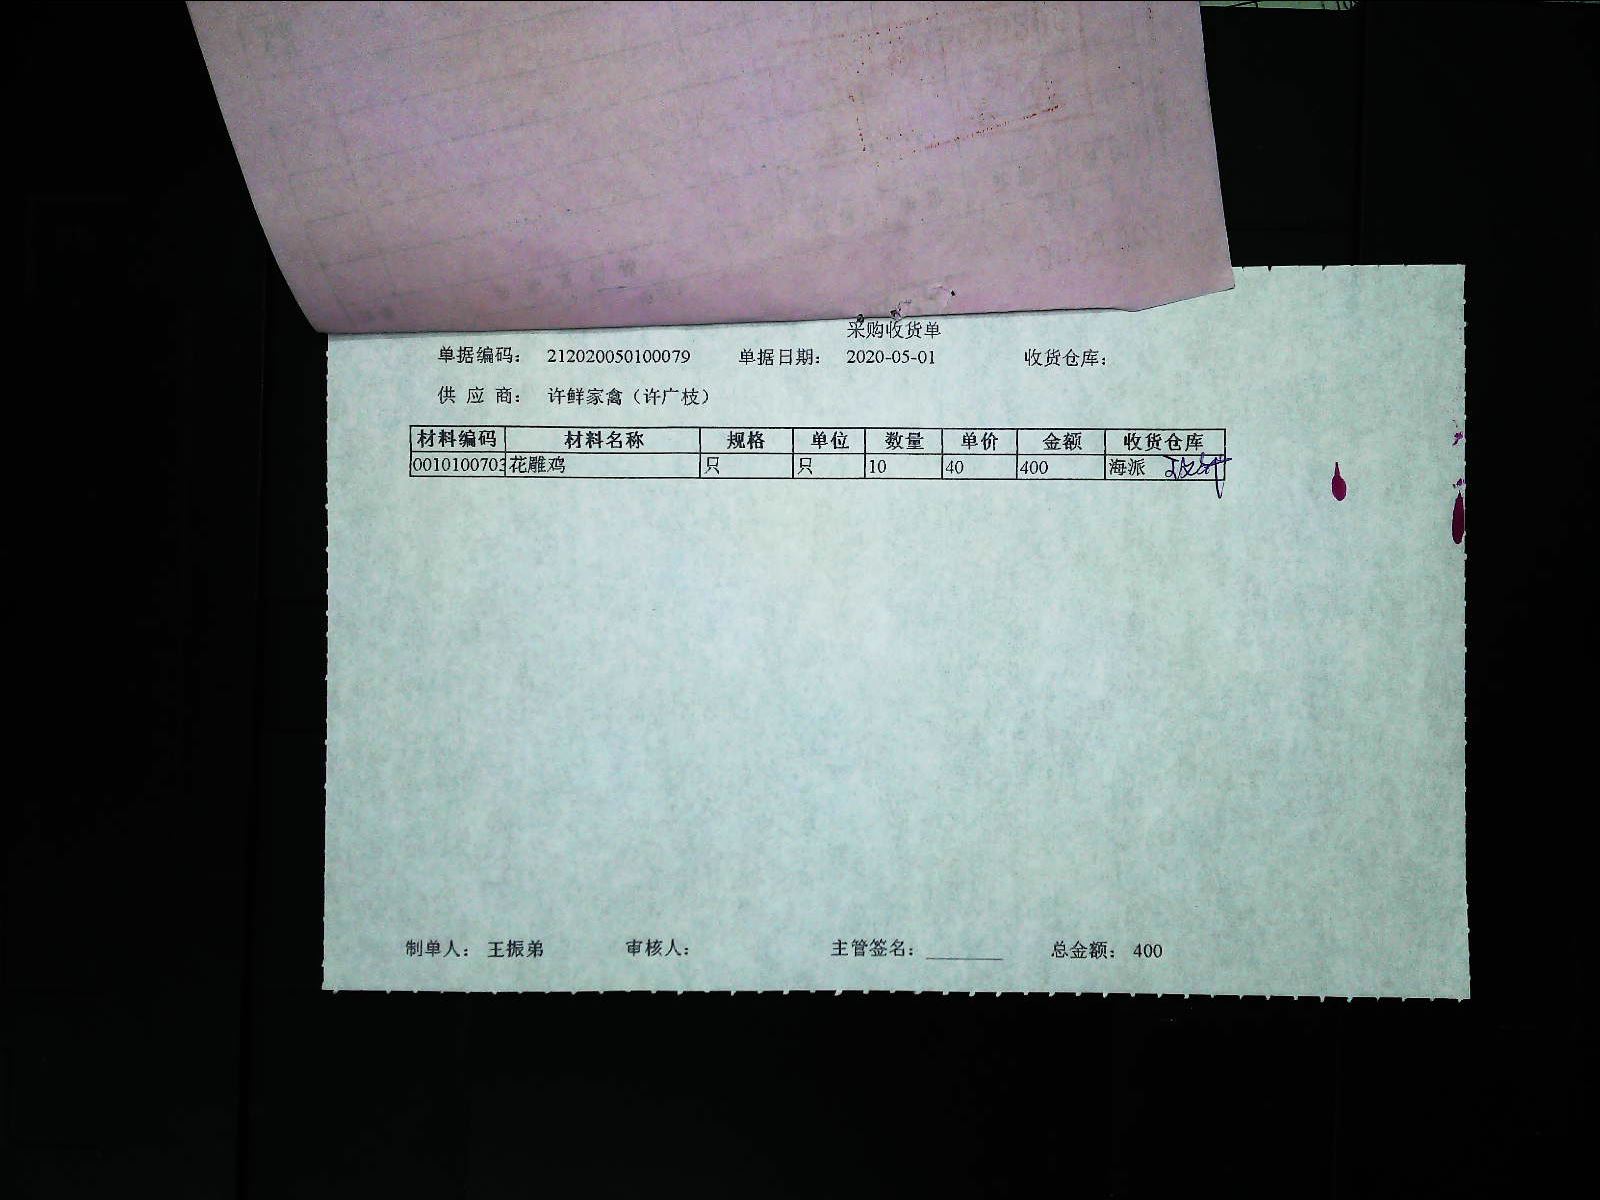 采购收货单
单据编码： 212020050100079 单据日期： 2020-05-01 收货仓库：
供 应 商： 许鲜家禽（许广枝）
材料编码 材料名称 规格 单位 数量 单价 金额 收货仓库
0010100703 花雕鸡 只 只 10 40 400 海派
制单人： 王振弟 审核人： 主管签名： ________ 总金额： 400